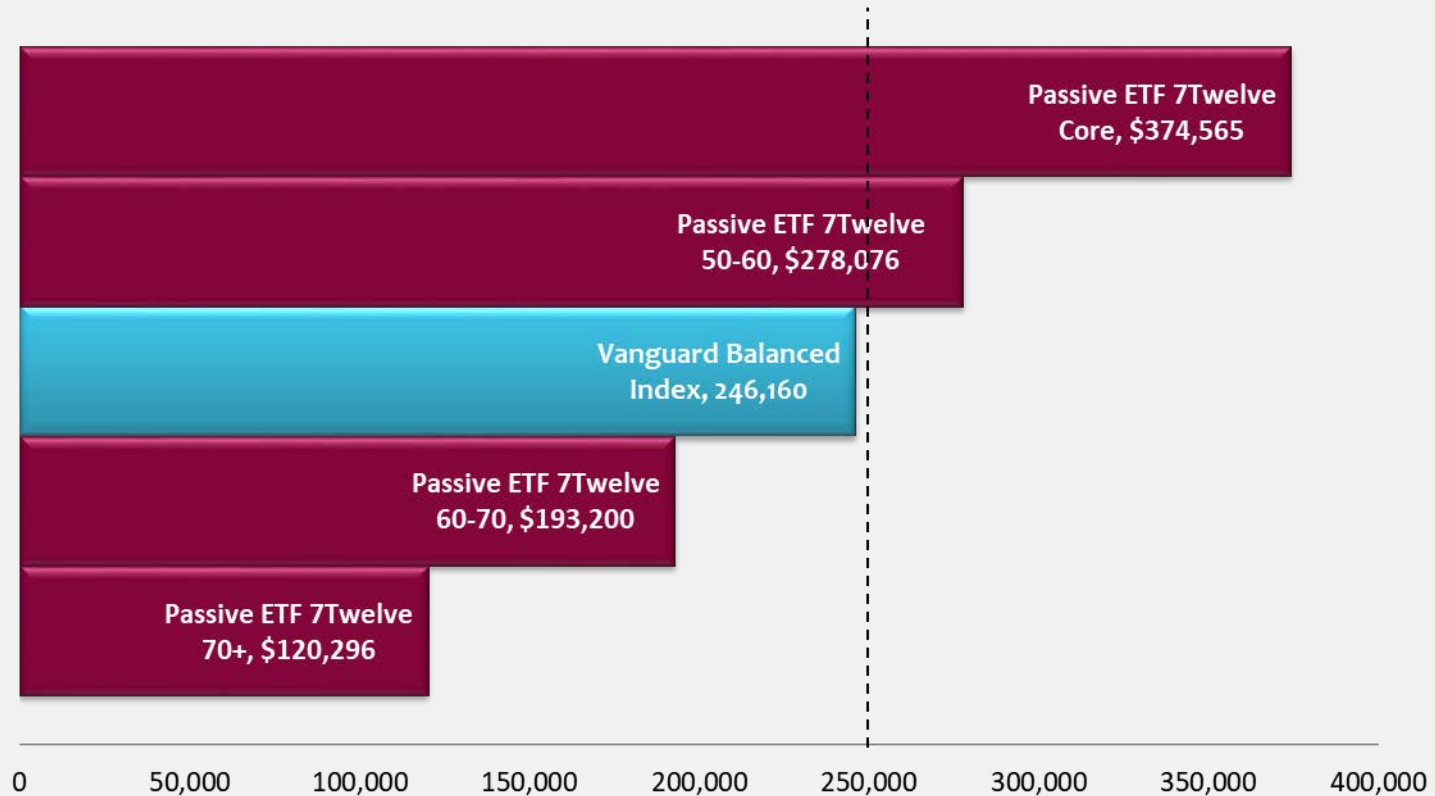 Passive ETF 7Twelve
Core, $374,565
Passive ETF 7Twelve
50-60, $278,076
Vanguard Balanced
Index, 246,160
Passive ETF 7Twelve
60-70, $193,200
Passive ETF 7Twelve
70+, $120,296
0 50,000 100,000 150,000 200,000 250,000 300,000 350,000 400,000